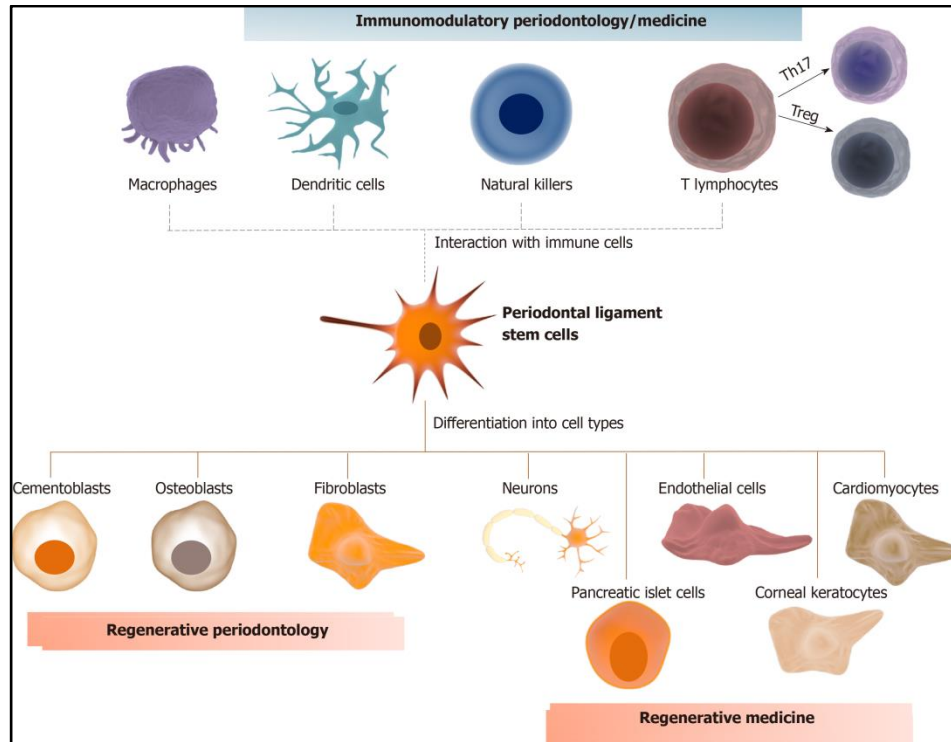 Immunomodulatory periodontology/medicine
Th17
Treg
Macrophages
Dendritic cells
Natural killers
T lymphocytes
Interaction with immune cells
Periodontal ligament
stem cells
Differentiation into cell types
Cementoblasts
Osteoblasts
Fibroblasts
Neurons
Endothelial cells
Cardiomyocytes
Pancreatic islet cells
Corneal keratocytes
Regenerative periodontology
Regenerative medicine